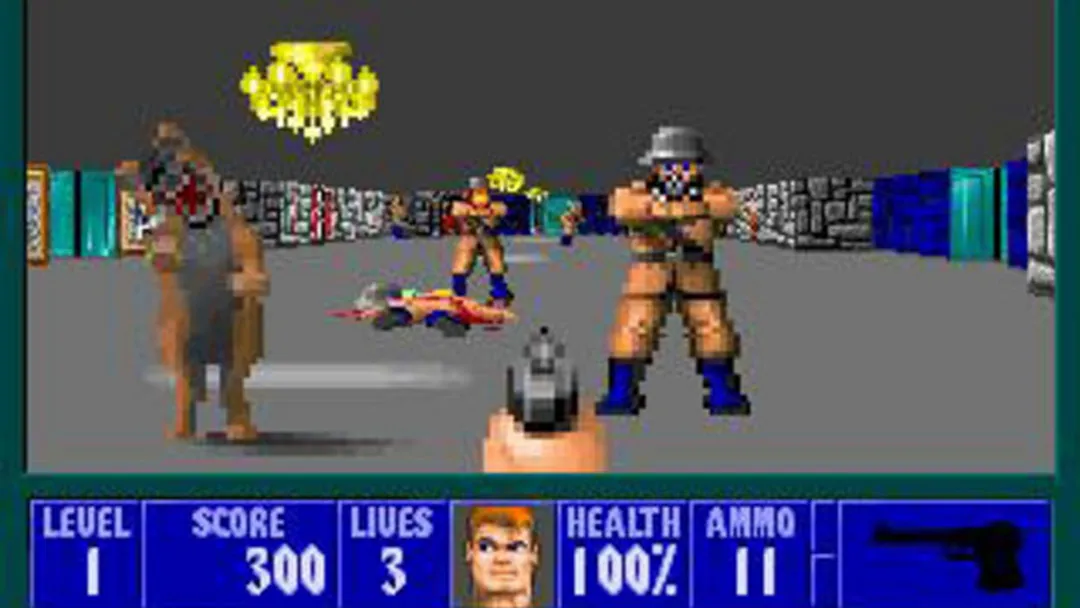 LEVEL SCORE LIVES HEALTH AMMO
1 300 3 100% 11